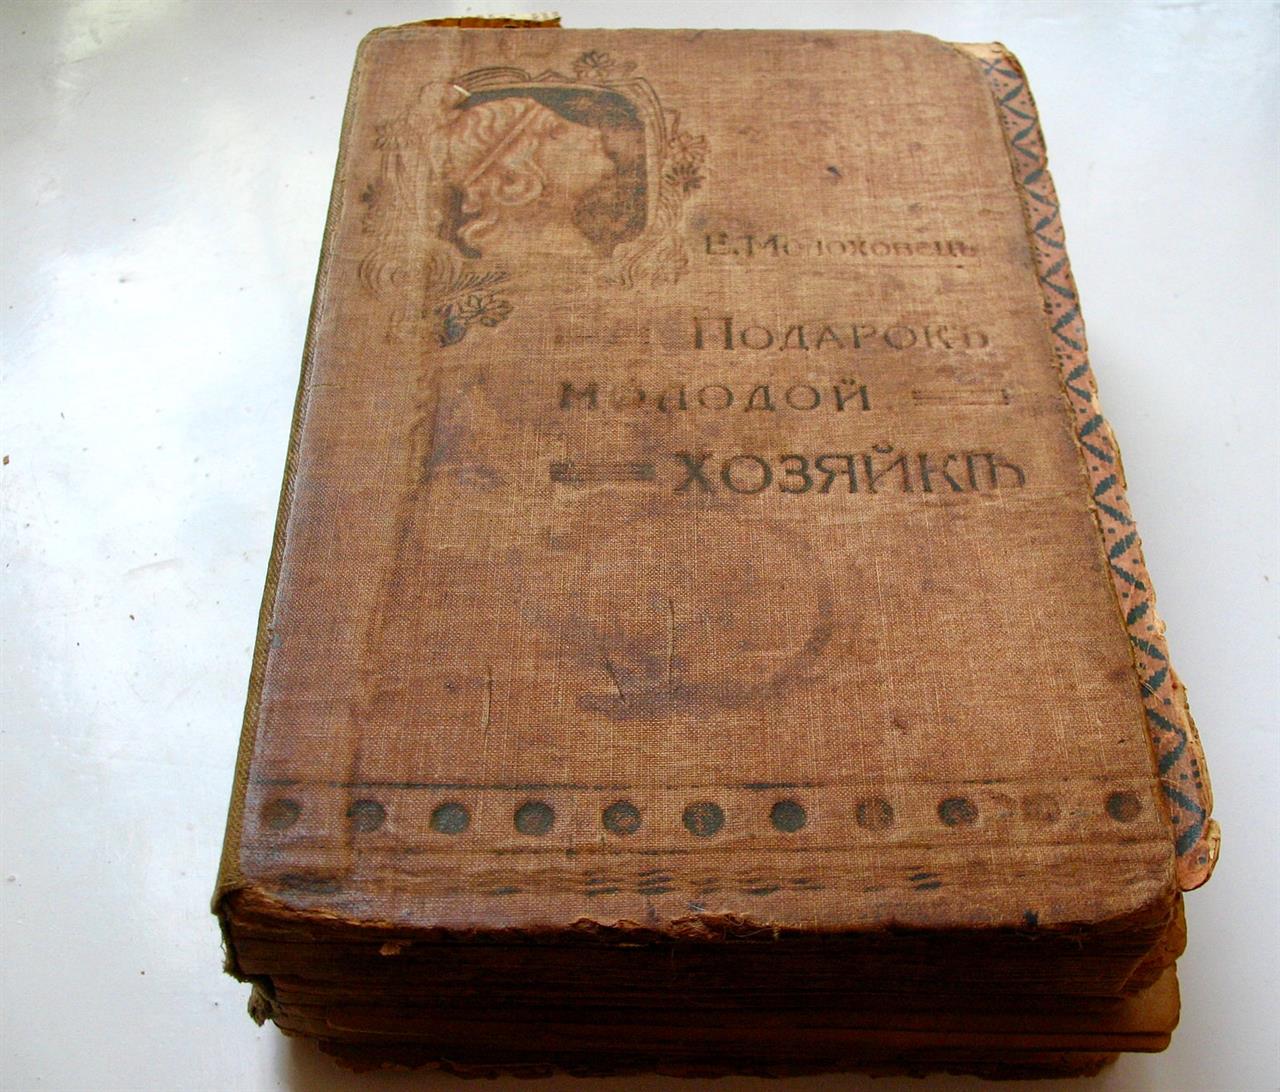 Е. Молоховецъ
Подарокъ
молодой
хозяйкѣ